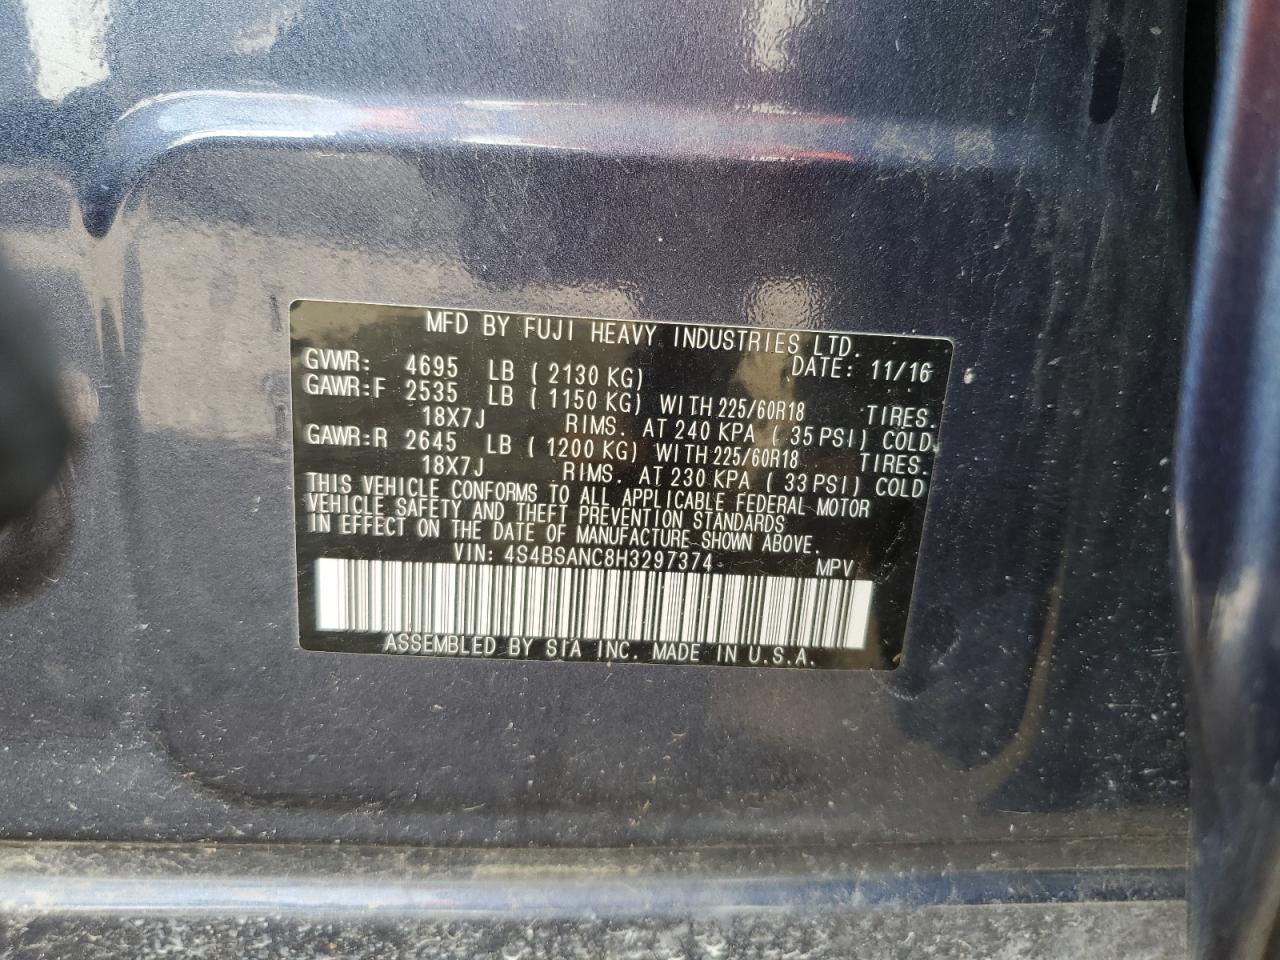 MFD BY FUJI HEAVY INDUSTRIES LTD.
GVWR: 4695 LB ( 2130 KG) DATE: 11/16
GAWR:F 2535 LB ( 1150 KG) WITH 225/60R18 TIRES.
18X7J RIMS. AT 240 KPA ( 35 PSI) COLD.
GAWR:R 2645 LB ( 1200 KG) WITH 225/60R18 TIRES.
18X7J RIMS. AT 230 KPA ( 33 PSI) COLD
THIS VEHICLE CONFORMS TO ALL APPLICABLE FEDERAL MOTOR
VEHICLE SAFETY AND THEFT PREVENTION STANDARDS
IN EFFECT ON THE DATE OF MANUFACTURE SHOWN ABOVE.
VIN: 4S4BSANC8H3297374 MPV
ASSEMBLED BY SIA INC. MADE IN U.S.A.